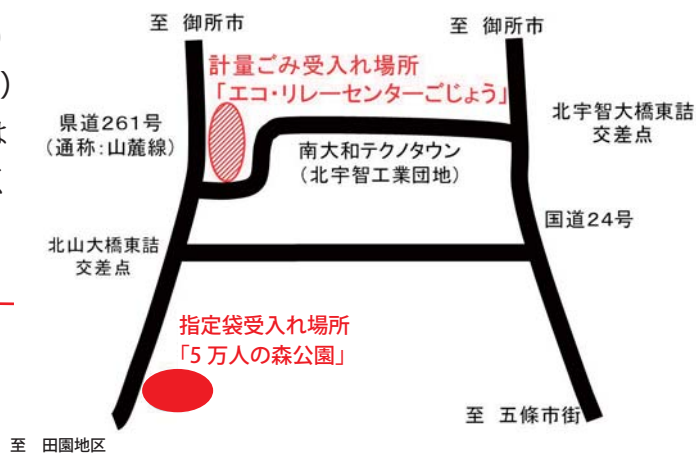 至 御所市
至 御所市
計量ごみ受入れ場所
「エコ・リレーセンターごじょう」
)
は
県道261号
(通称:山麓線)
北宇智大橋東詰
交差点
南大和テクノタウン
(北宇智工業団地)
国道24号
北山大橋東詰
交差点
指定袋受入れ場所
「5万人の森公園」
至 五條市街
至 田園地区